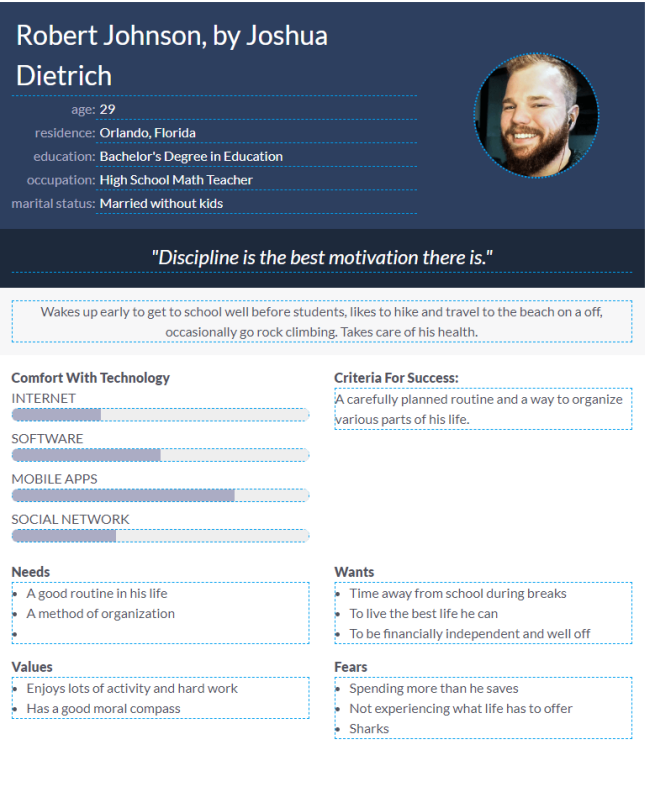 Robert Johnson, by Joshua
Dietrich
age: 29
residence: Orlando, Florida
education: Bachelor's Degree in Education
occupation: High School Math Teacher
marital status: Married without kids
"Discipline is the best motivation there is."
Wakes up early to get to school well before students, likes to hike and travel to the beach on a off,
occasionally go rock climbing. Takes care of his health.
Comfort With Technology
INTERNET
SOFTWARE
MOBILE APPS
SOCIAL NETWORK
Criteria For Success:
A carefully planned routine and a way to organize
various parts of his life.
Needs
• A good routine in his life
• A method of organization
•
Wants
• Time away from school during breaks
• To live the best life he can
• To be financially independent and well off
Values
• Enjoys lots of activity and hard work
• Has a good moral compass
Fears
• Spending more than he saves
• Not experiencing what life has to offer
• Sharks